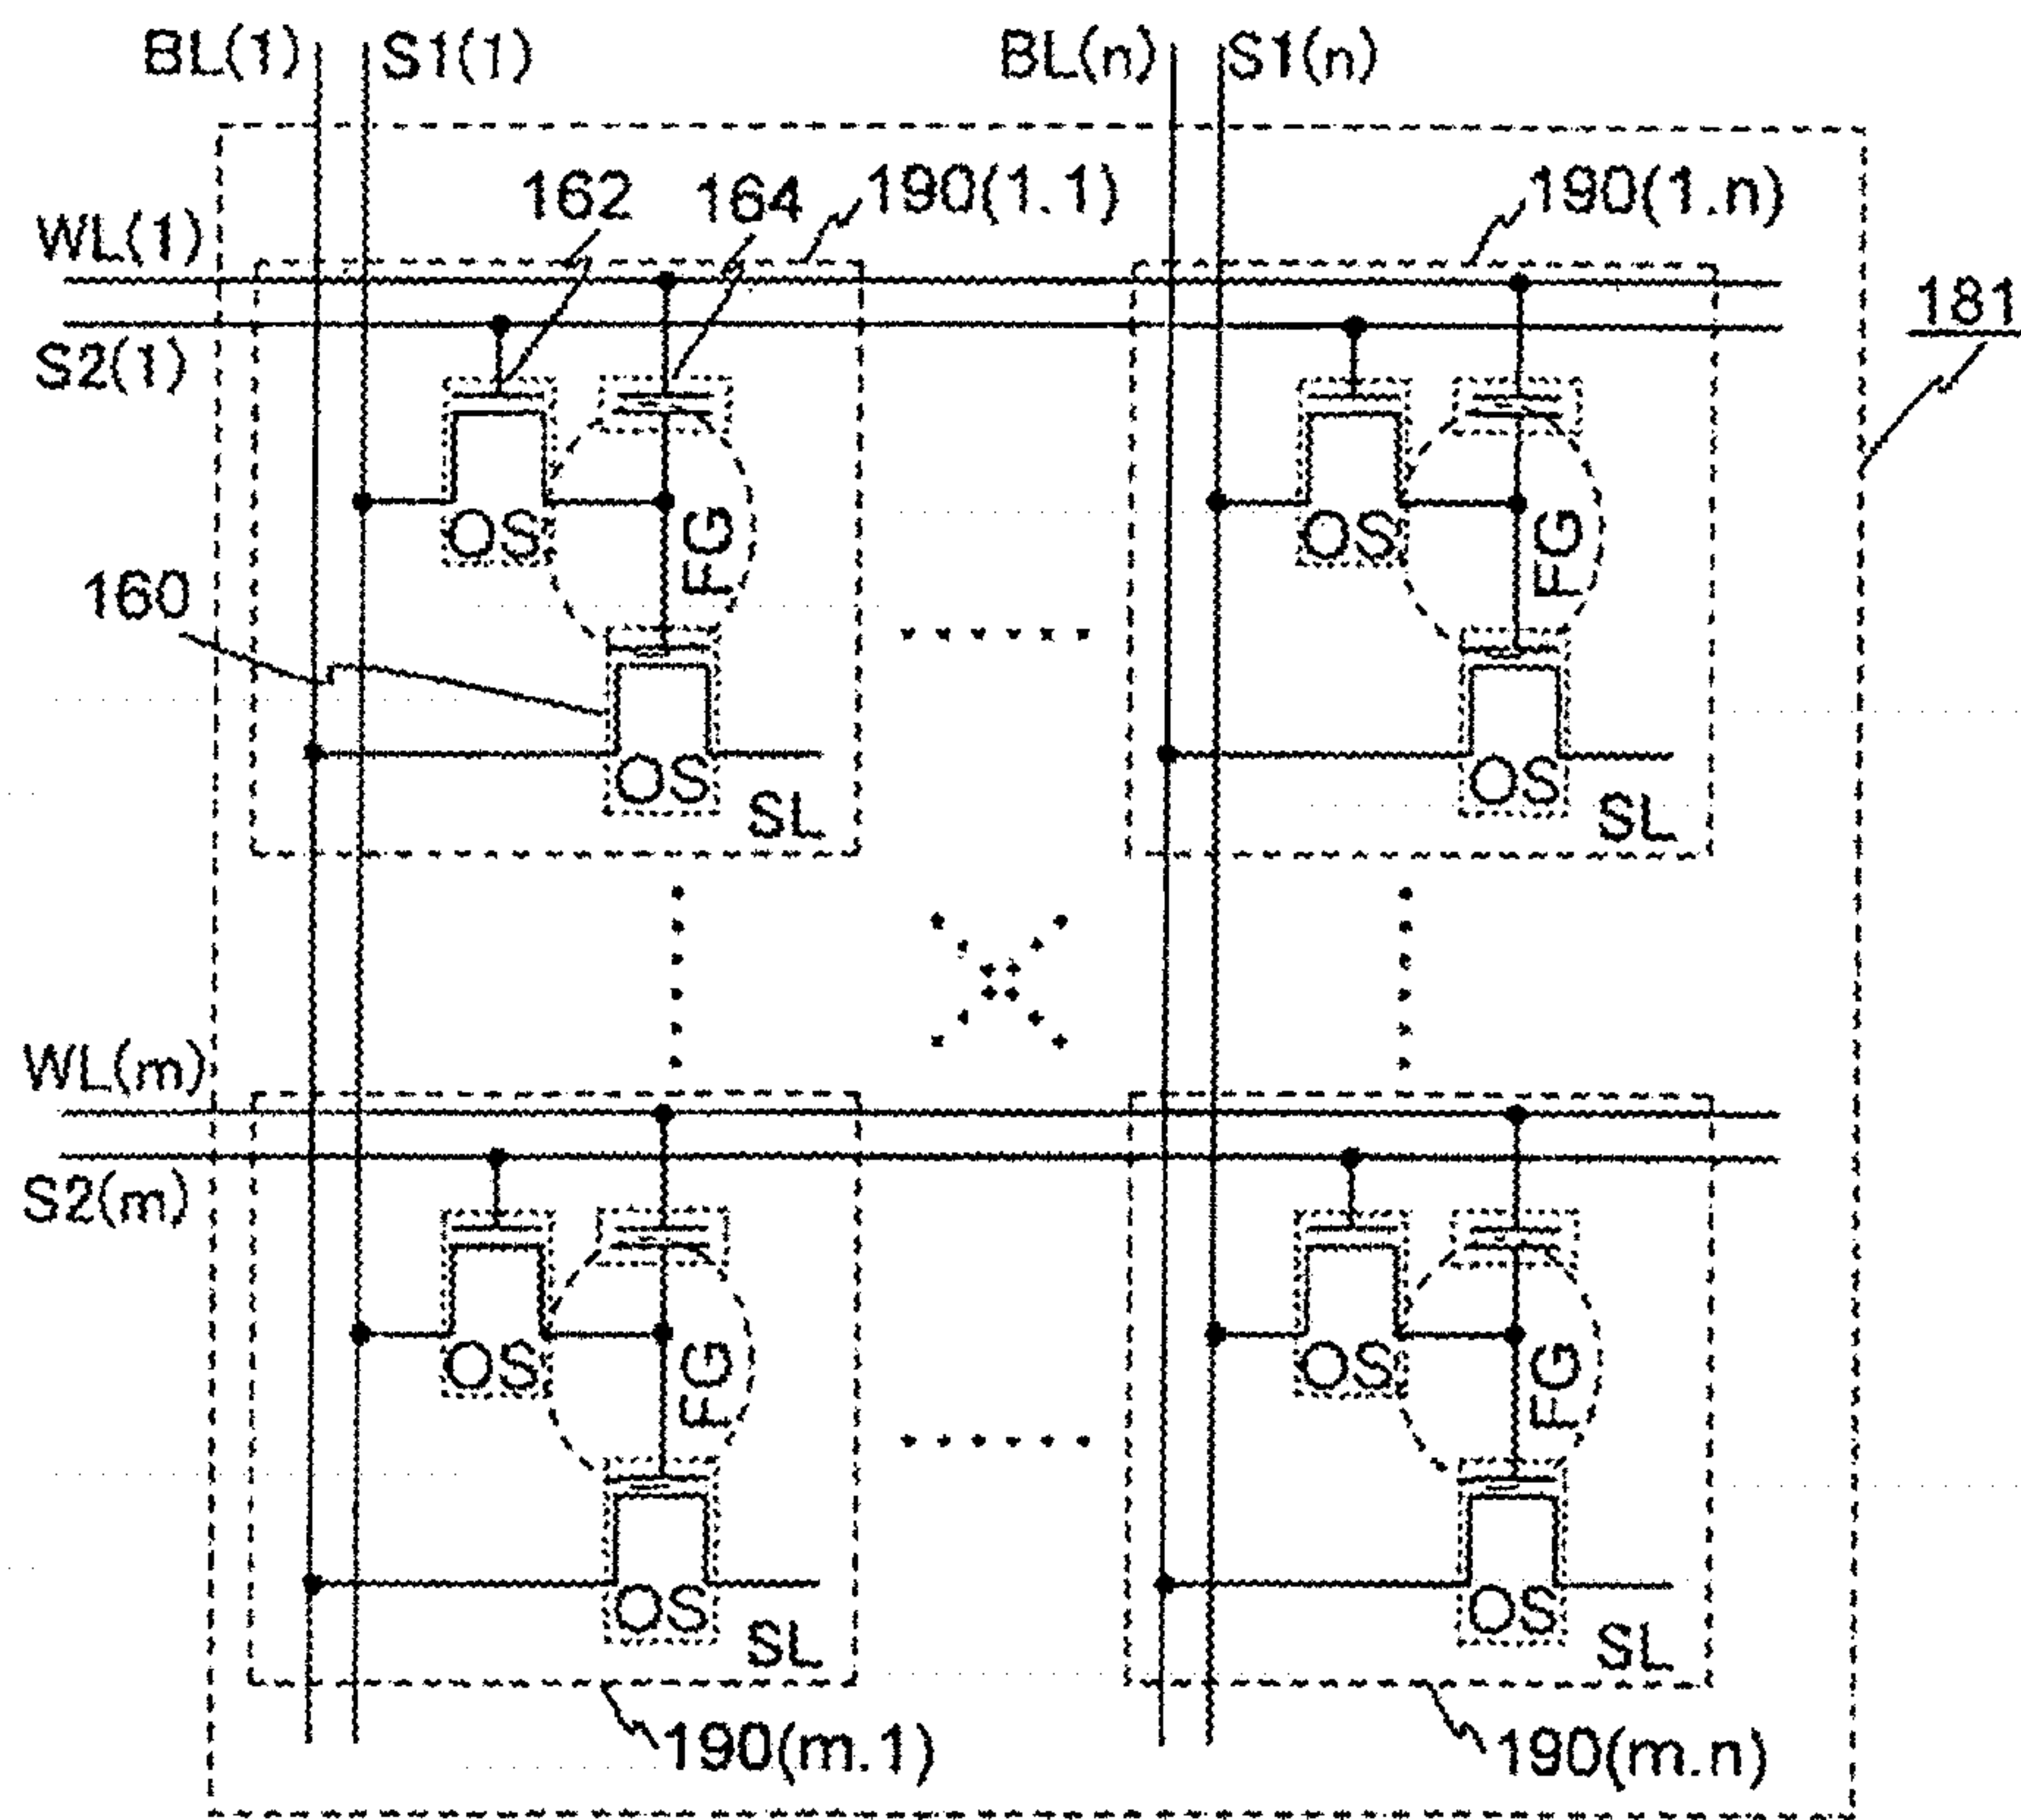 BL(1)
S1(1)
BL(n)
S1(n)
162
164
190(1.1)
190(1.n)
WL(1)
181
S2(1)
OS
FG
OS
FG
160
OS
SL
OS
SL
WL(m)
S2(m)
OS
FG
OS
FG
OS
SL
OS
SL
190(m.1)
190(m.n)